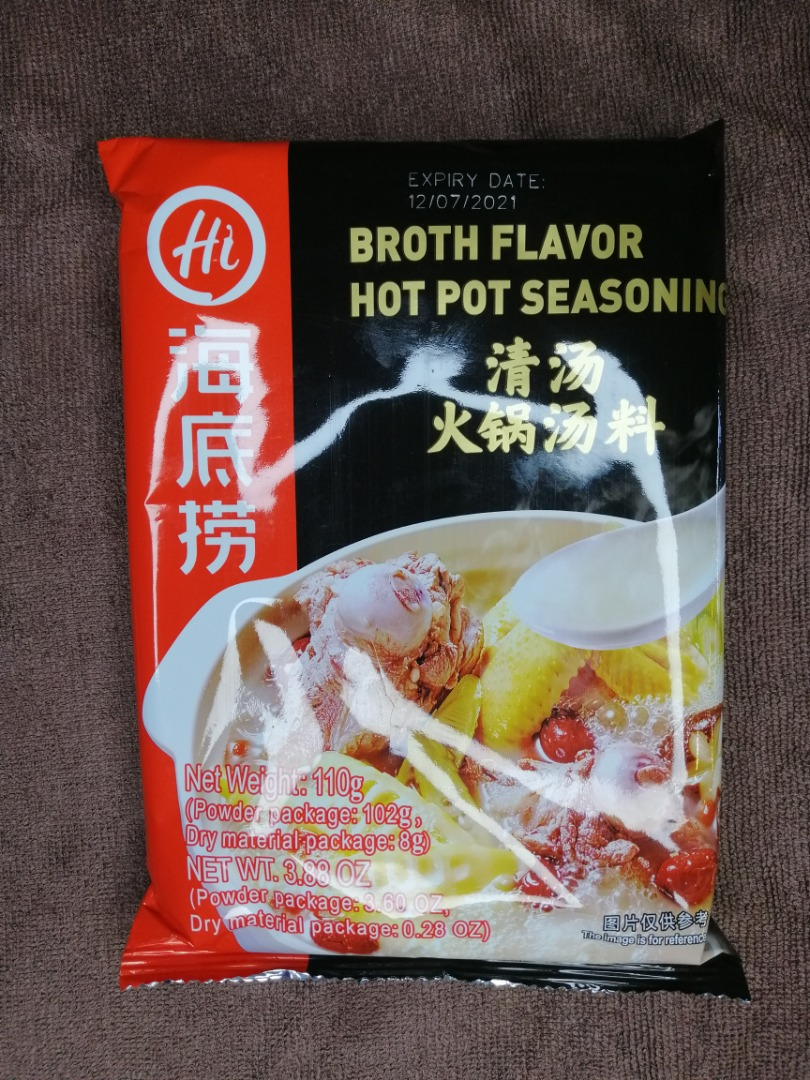 Hi
海底捞
EXPIRY DATE:
12/07/2021
BROTH FLAVOR
HOT POT SEASONING
清汤
火锅汤料
Net Weight: 110g
(Powder package: 102g,
Dry material package: 8g)
NET WT. 3.88 OZ
(Powder package: 3.60 OZ,
Dry material package: 0.28 OZ)
图片仅供参考
The image is for reference